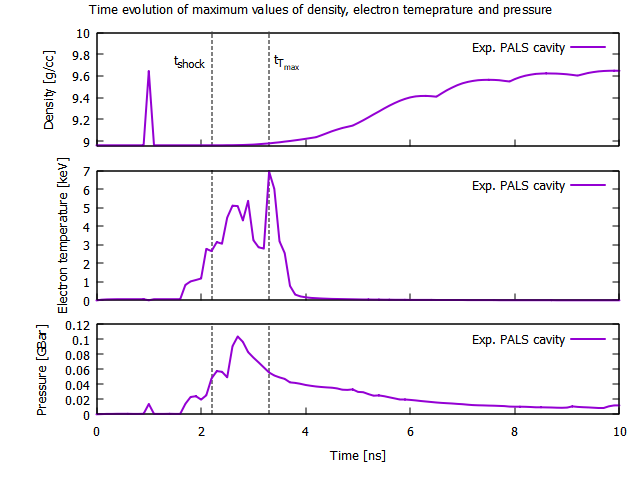 Time evolution of maximum values of density, electron temeprature and pressure
10
9.8
9.6
9.4
9.2
9
Density [g/cc]
tshock
tTmax
Exp. PALS cavity
7
6
5
4
3
2
1
0
Electron temperature [keV]
Exp. PALS cavity
0.12
0.1
0.08
0.06
0.04
0.02
0
Pressure [GBar]
Exp. PALS cavity
0 2 4 6 8 10
Time [ns]